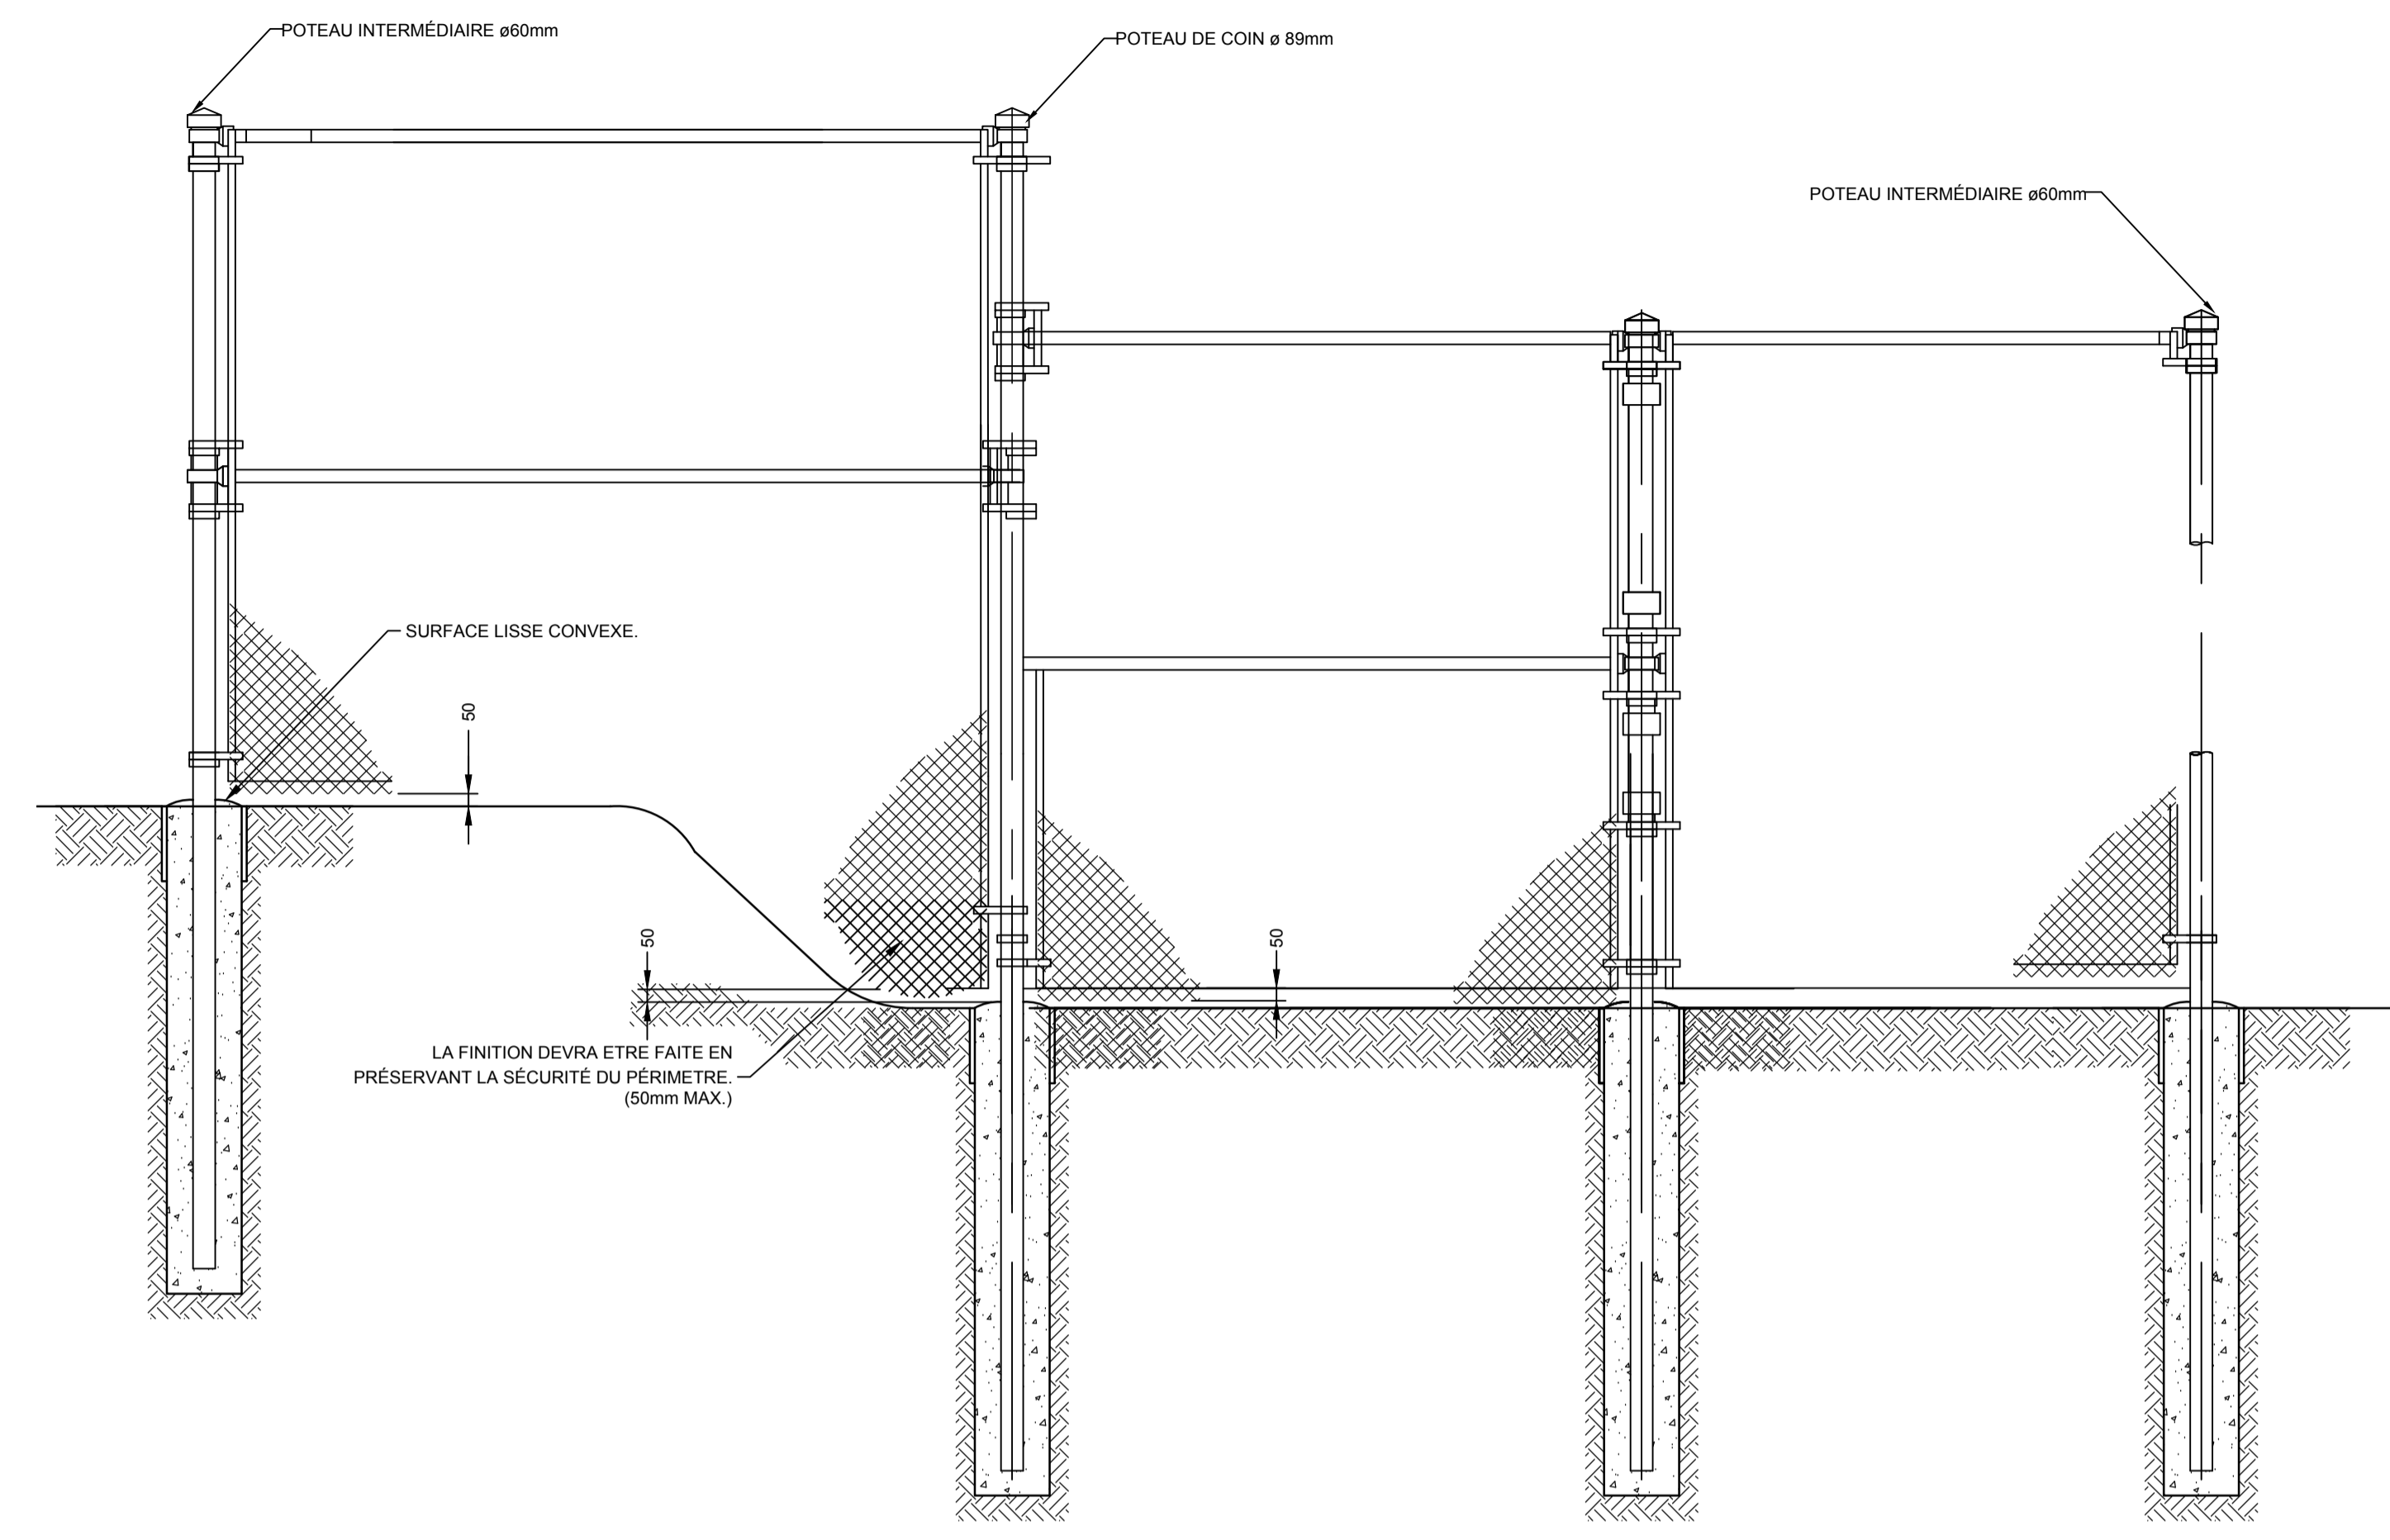 POTEAU INTERMÉDIAIRE ø60mm
POTEAU DE COIN ø 89mm
POTEAU INTERMÉDIAIRE ø60mm
SURFACE LISSE CONVEXE.
50
50
50
LA FINITION DEVRA ETRE FAITE EN
PRÉSERVANT LA SÉCURITÉ DU PÉRIMETRE.
(50mm MAX.)